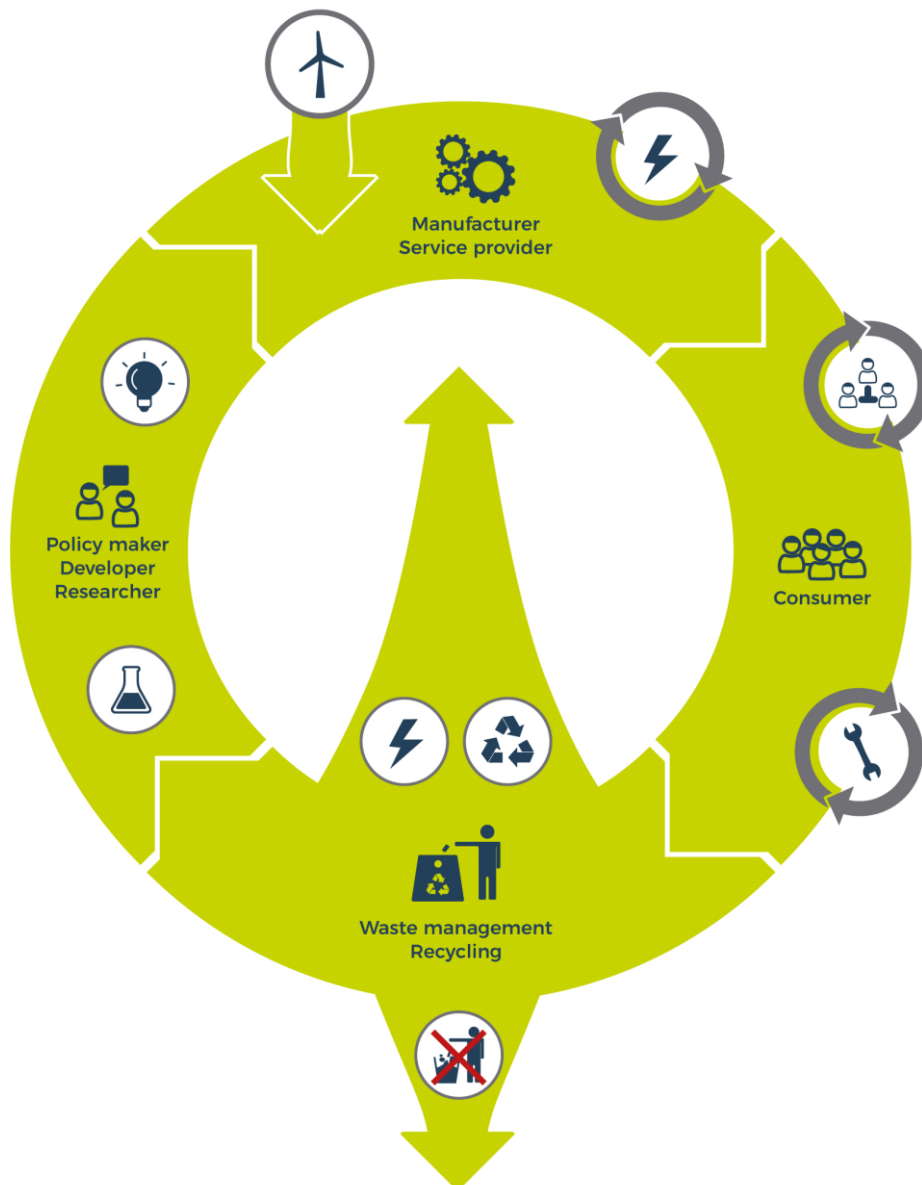 Manufacturer
Service provider
Policy maker
Developer
Researcher
Consumer
Waste management
Recycling